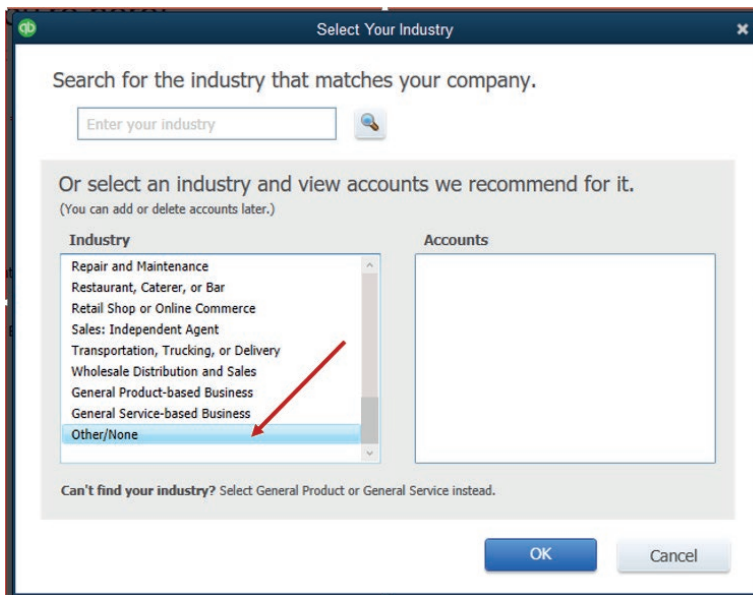 qb
Select Your Industry
Search for the industry that matches your company.
Enter your industry
Or select an industry and view accounts we recommend for it.
(You can add or delete accounts later.)
Industry
Accounts
Repair and Maintenance
Restaurant, Caterer, or Bar
Retail Shop or Online Commerce
Sales: Independent Agent
Transportation, Trucking, or Delivery
Wholesale Distribution and Sales
General Product-based Business
General Service-based Business
Other/None
Can't find your industry? Select General Product or General Service instead.
OK
Cancel